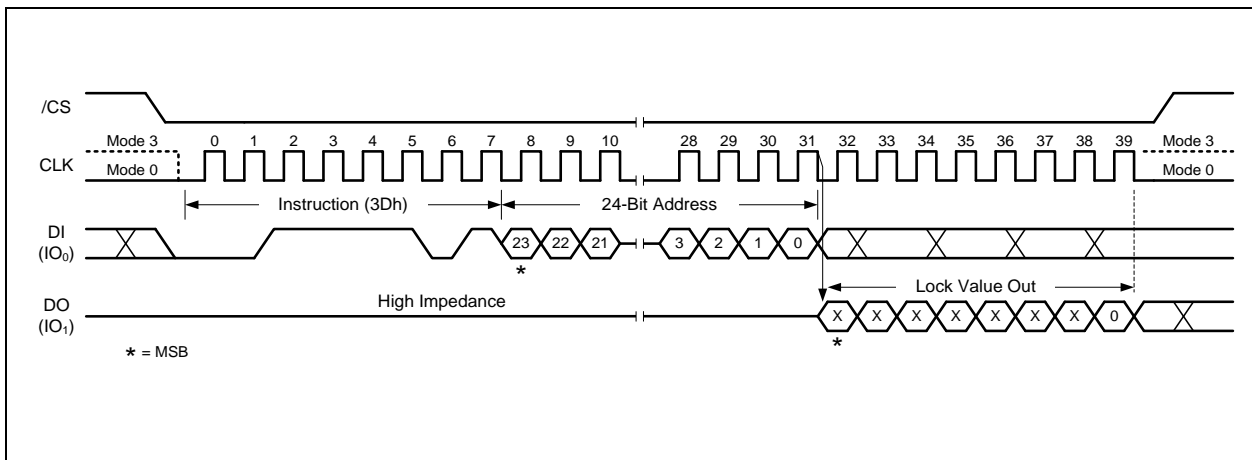 /CS
Mode 3 0 1 2 3 4 5 6 7 8 9 10 28 29 30 31 32 33 34 35 36 37 38 39 Mode 3
CLK
Mode 0 Mode 0
Instruction (3Dh) 24-Bit Address
DI
(IO₀)
23 22 21 3 2 1 0
*
Lock Value Out
High Impedance
DO
(IO₁)
X X X X X X X 0
* = MSB *